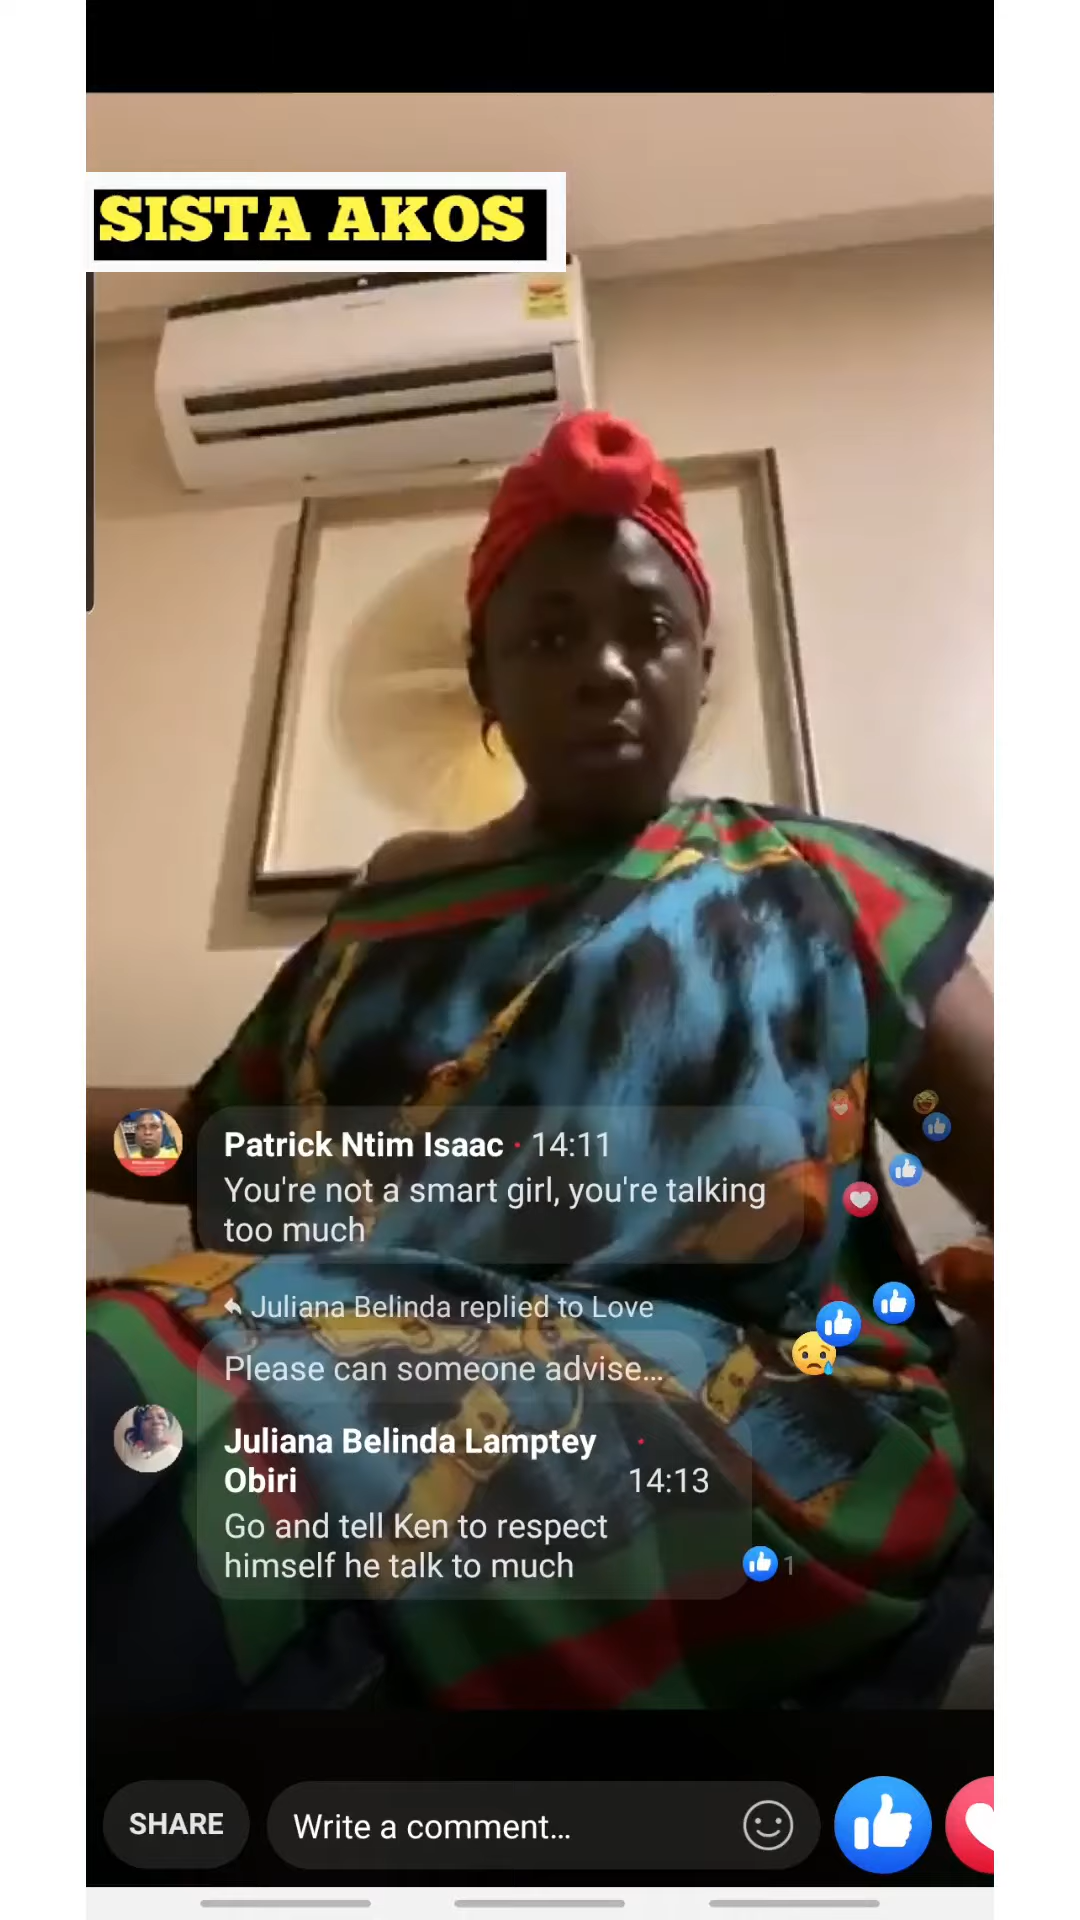 SISTA AKOS
Patrick Ntim Isaac · 14:11
You're not a smart girl, you're talking
too much
Juliana Belinda replied to Love
Please can someone advise...
Juliana Belinda Lamptey ·
Obiri 14:13
Go and tell Ken to respect
himself he talk to much
1
SHARE
Write a comment...